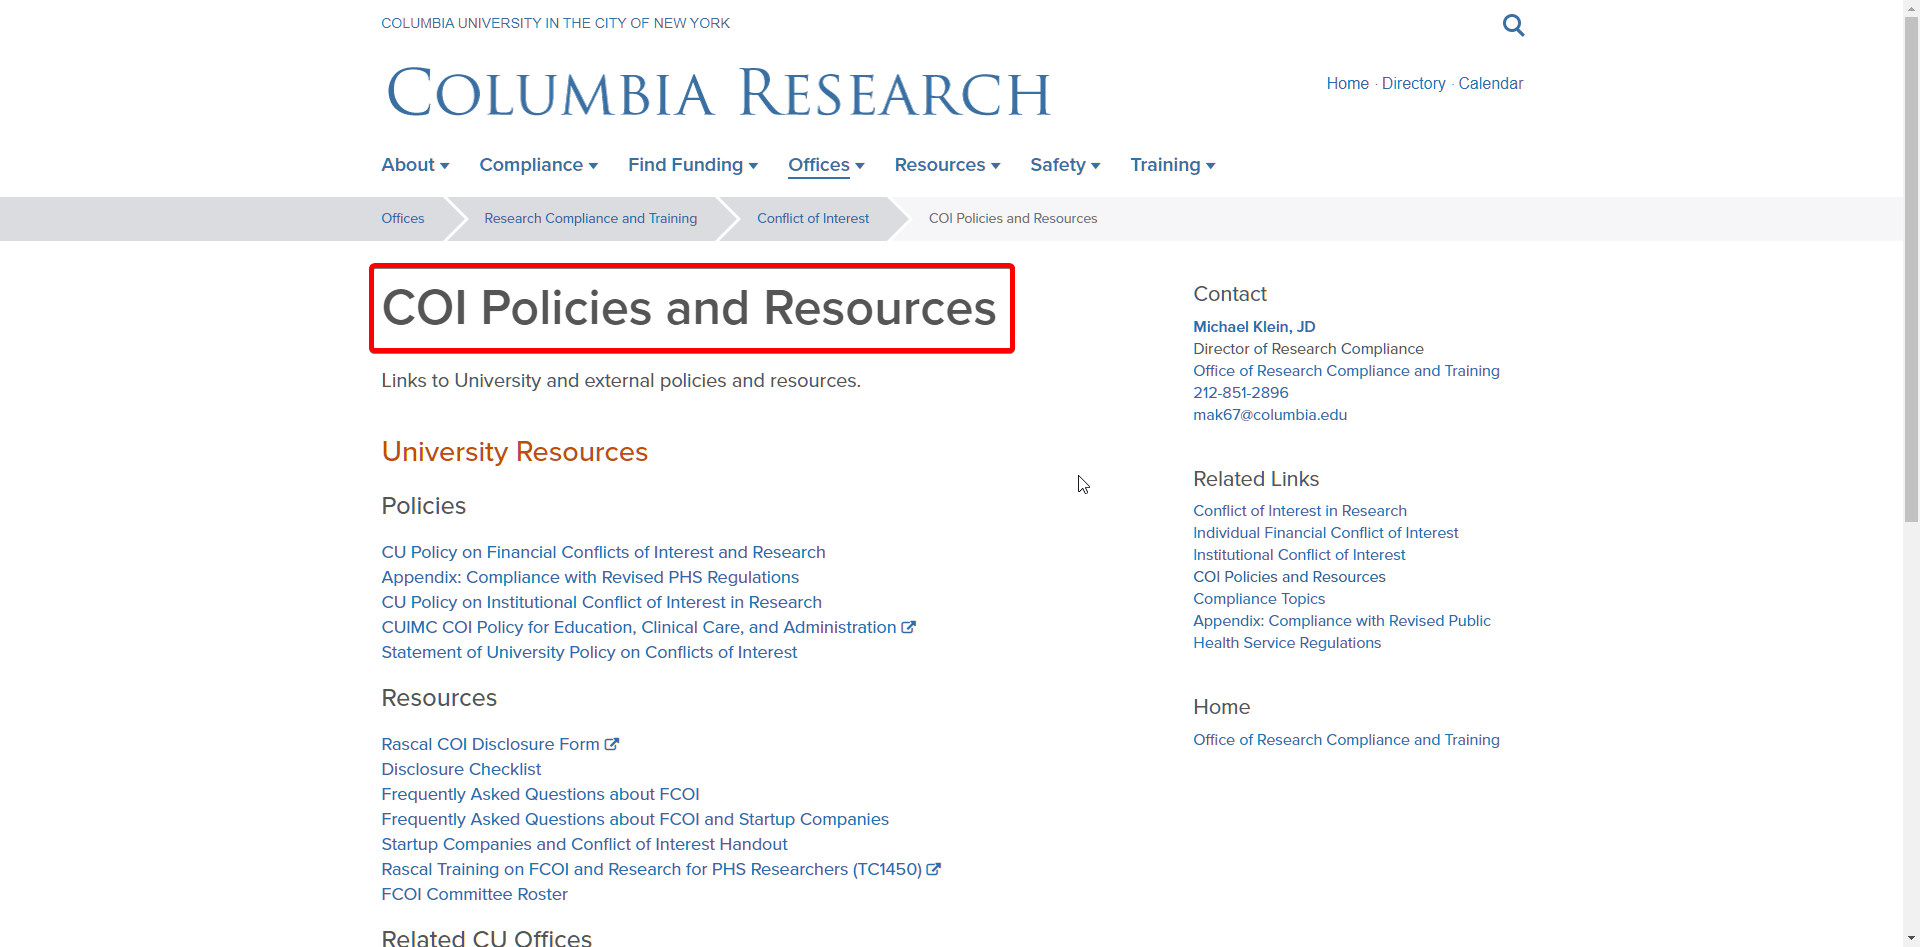 COLUMBIA UNIVERSITY IN THE CITY OF NEW YORK
COLUMBIA RESEARCH
Home · Directory · Calendar
About
Compliance
Find Funding
Offices
Resources
Safety
Training
Offices
Research Compliance and Training
Conflict of Interest
COI Policies and Resources
COI Policies and Resources
Links to University and external policies and resources.
University Resources
Policies
CU Policy on Financial Conflicts of Interest and Research
Appendix: Compliance with Revised PHS Regulations
CU Policy on Institutional Conflict of Interest in Research
CUIMC COI Policy for Education, Clinical Care, and Administration
Statement of University Policy on Conflicts of Interest
Resources
Rascal COI Disclosure Form
Disclosure Checklist
Frequently Asked Questions about FCOI
Frequently Asked Questions about FCOI and Startup Companies
Startup Companies and Conflict of Interest Handout
Rascal Training on FCOI and Research for PHS Researchers (TC1450)
FCOI Committee Roster
Related CU Offices
Contact
Michael Klein, JD
Director of Research Compliance
Office of Research Compliance and Training
212-851-2896
mak67@columbia.edu
Related Links
Conflict of Interest in Research
Individual Financial Conflict of Interest
Institutional Conflict of Interest
COI Policies and Resources
Compliance Topics
Appendix: Compliance with Revised Public
Health Service Regulations
Home
Office of Research Compliance and Training